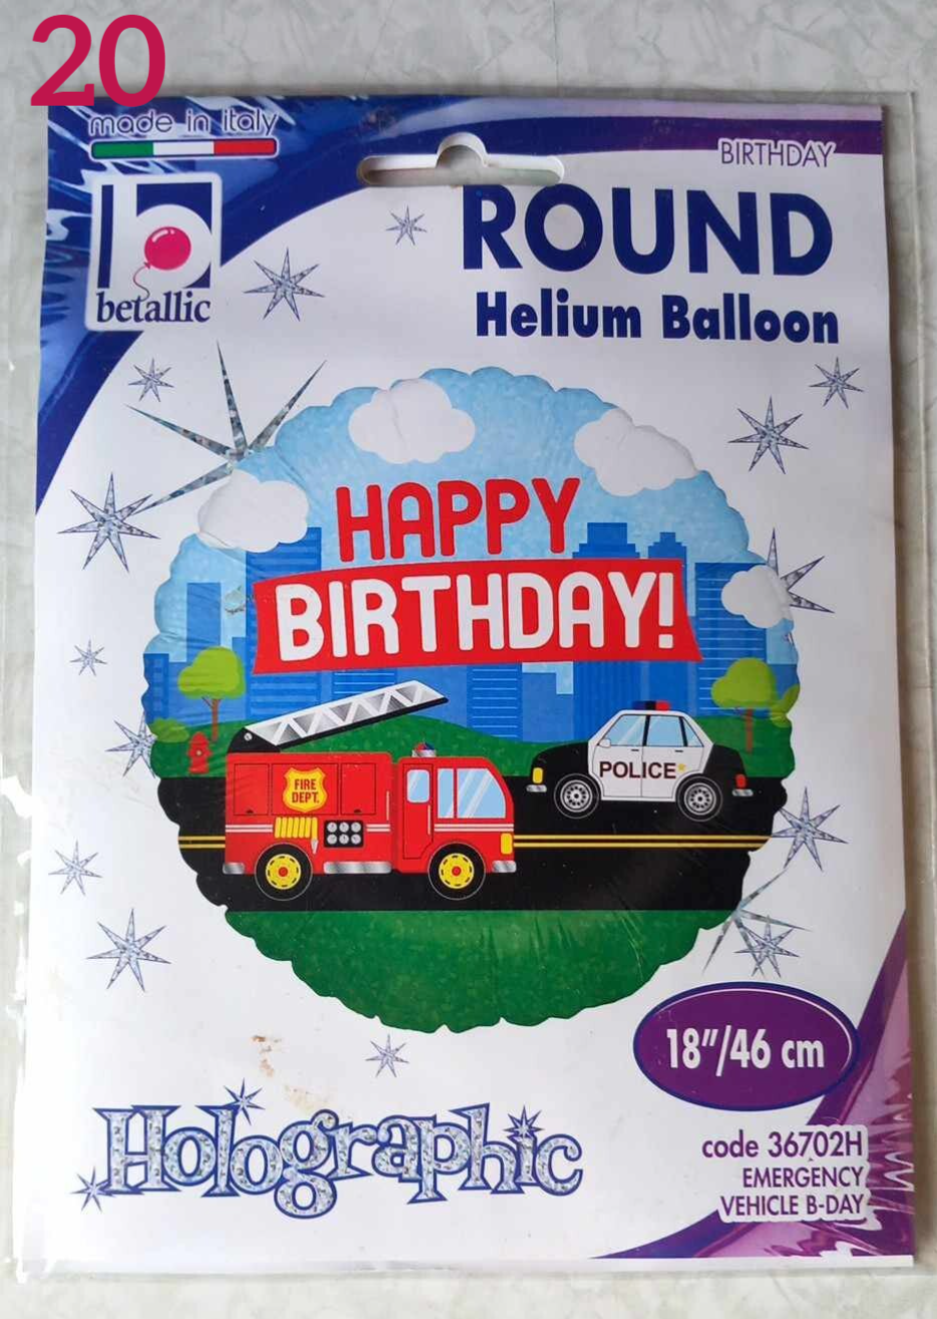 20
made in italy
betallic
BIRTHDAY
ROUND
Helium Balloon
HAPPY
BIRTHDAY!
FIRE
DEPT.
POLICE
18"/46 cm
Holographic
code 36702H
EMERGENCY
VEHICLE B-DAY